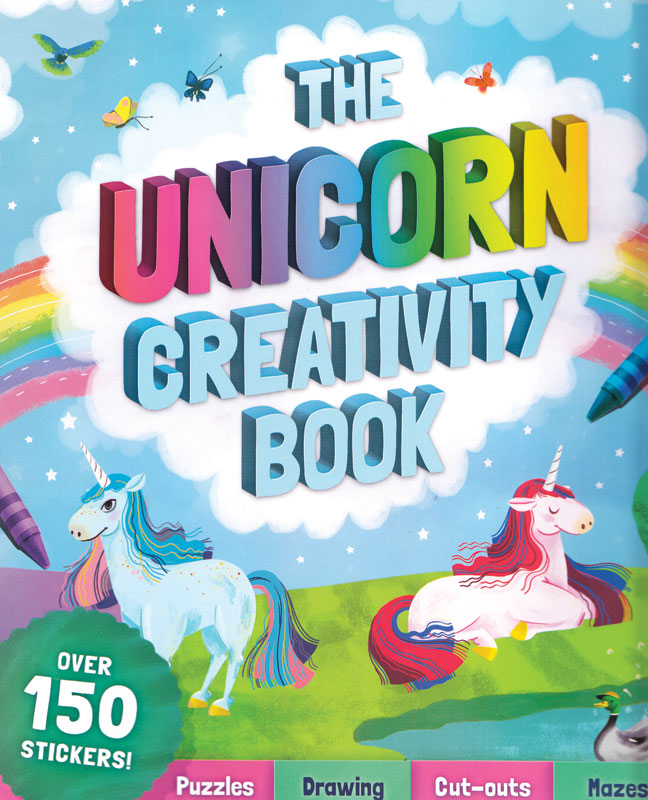 THE
UNICORN
CREATIVITY
BOOK
OVER
150
STICKERS!
Puzzles Drawing Cut-outs Mazes